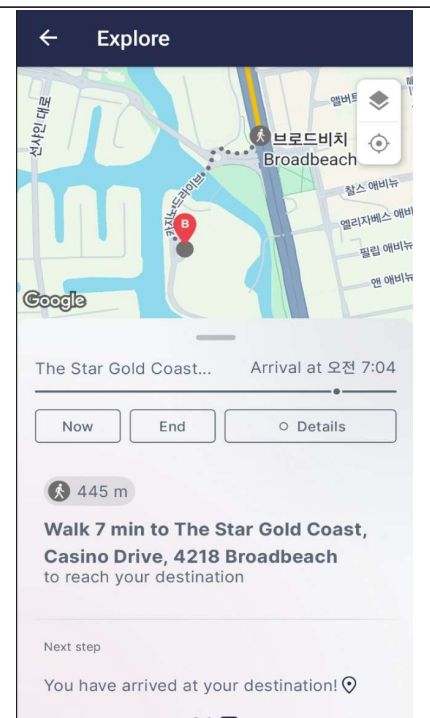 Explore
앨버트
선샤인 대로
브로드비치
Broadbeach
찰스 애비뉴
카지노 드라이브
엘리자베스 애비
필립 애비뉴
B
앤 애비뉴
Google
The Star Gold Coast... Arrival at 오전 7:04
Now End Details
445 m
Walk 7 min to The Star Gold Coast,
Casino Drive, 4218 Broadbeach
to reach your destination
Next step
You have arrived at your destination!